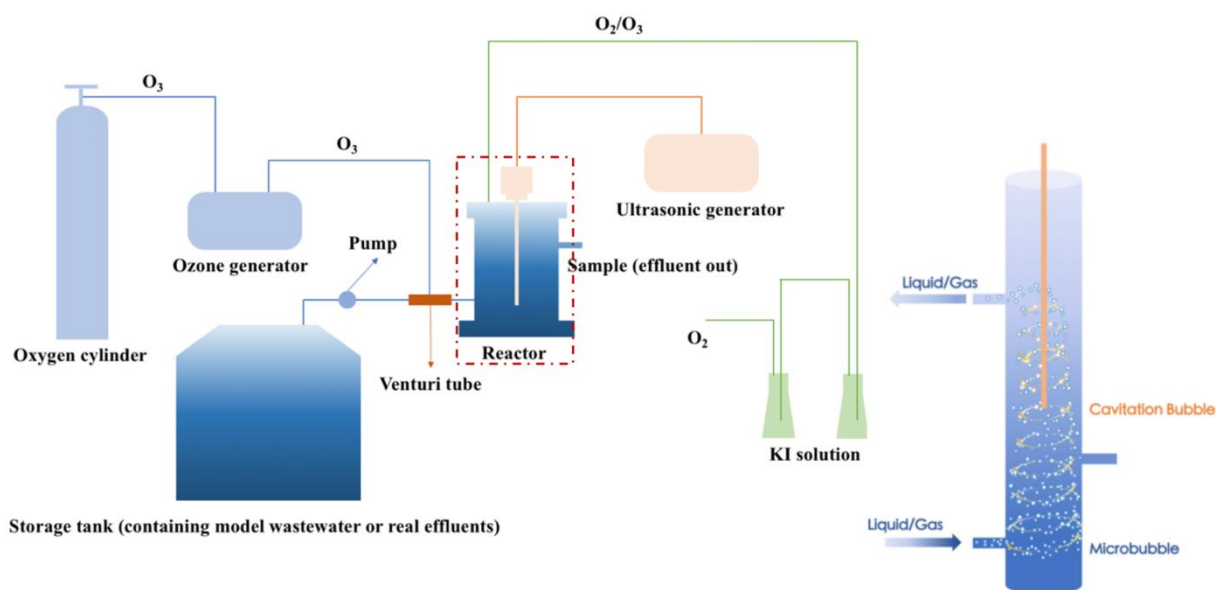 O₂/O₃
O₃
O₃
Ultrasonic generator
Pump
Ozone generator
Sample (effluent out)
Liquid/Gas
O₂
Oxygen cylinder
Reactor
Venturi tube
Cavitation Bubble
KI solution
Storage tank (containing model wastewater or real effluents)
Liquid/Gas
Microbubble